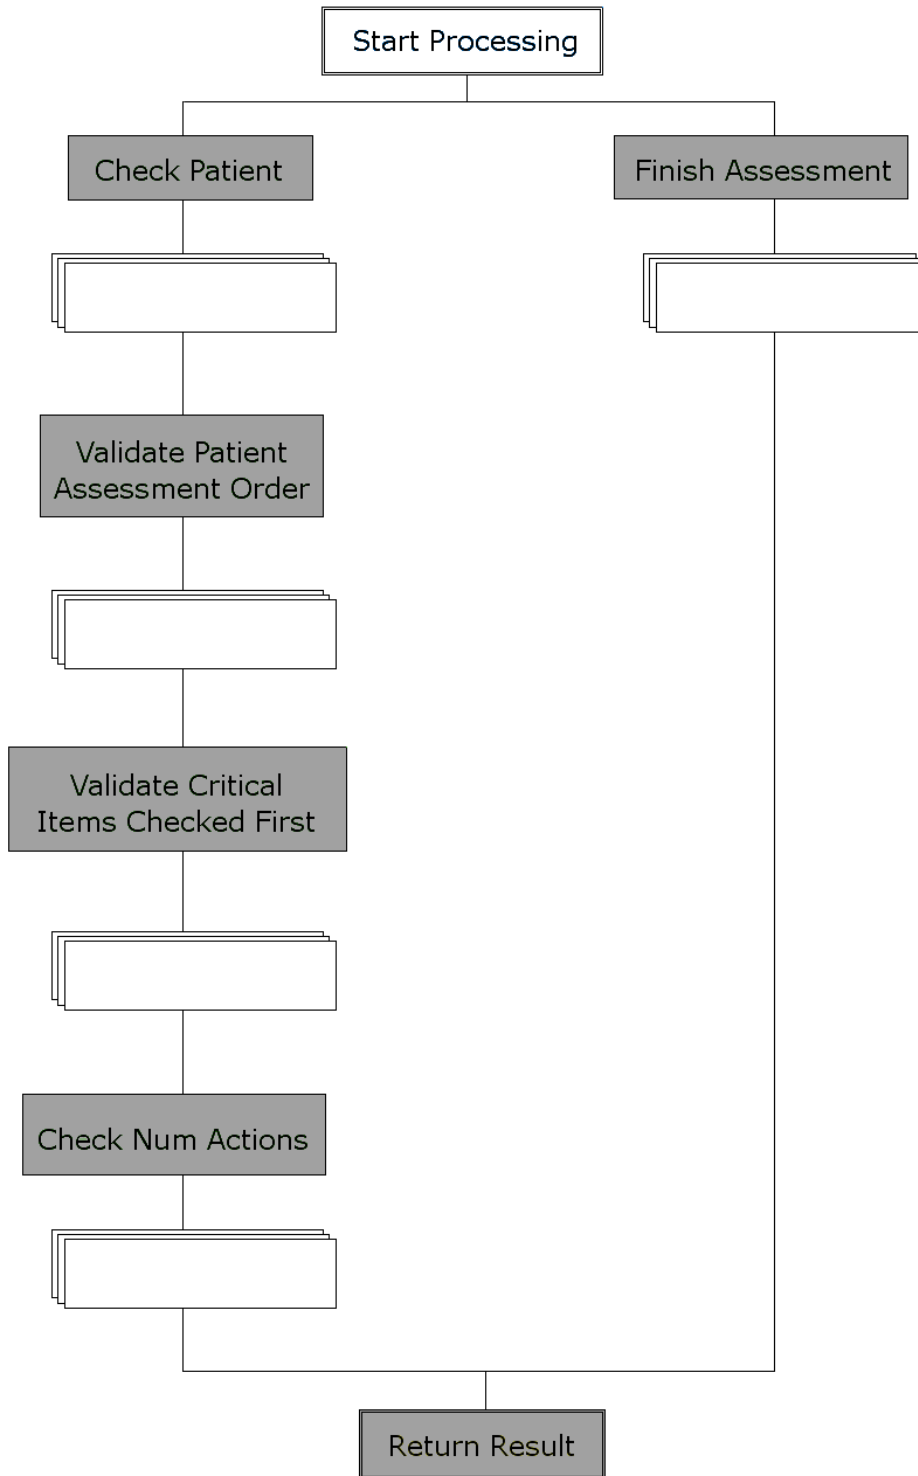 Start Processing
Check Patient
Finish Assessment
Validate Patient
Assessment Order
Validate Critical
Items Checked First
Check Num Actions
Return Result